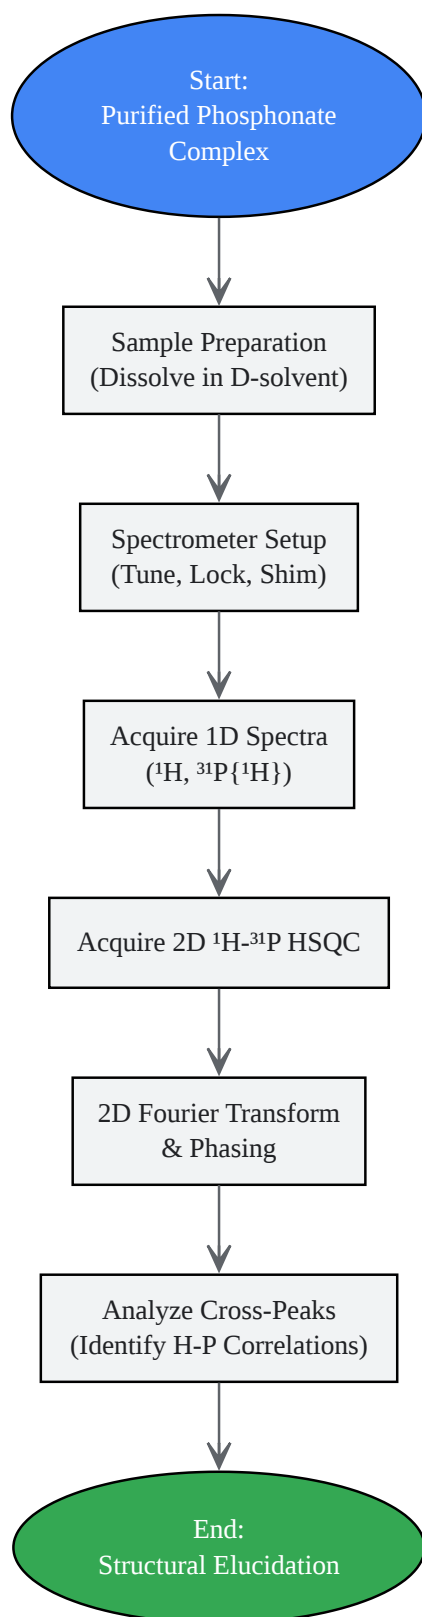 Start:
Purified Phosphonate
Complex
Sample Preparation
(Dissolve in D-solvent)
Spectrometer Setup
(Tune, Lock, Shim)
Acquire 1D Spectra
(¹H, ³¹P{¹H})
Acquire 2D ¹H-³¹P HSQC
2D Fourier Transform
& Phasing
Analyze Cross-Peaks
(Identify H-P Correlations)
End:
Structural Elucidation